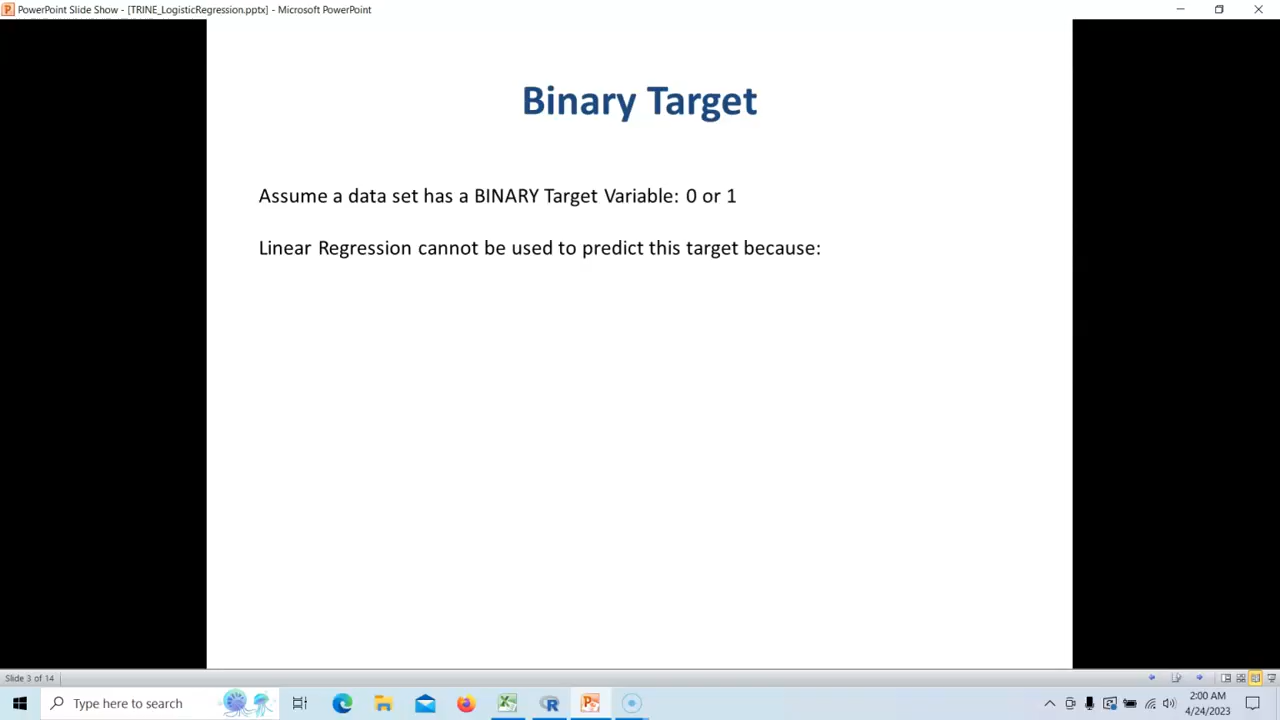 PowerPoint Slide Show - [TRINE_LogisticRegression.pptx] - Microsoft PowerPoint
Binary Target
Assume a data set has a BINARY Target Variable: 0 or 1
Linear Regression cannot be used to predict this target because:
Slide 3 of 14
Type here to search
2:00 AM
4/24/2023